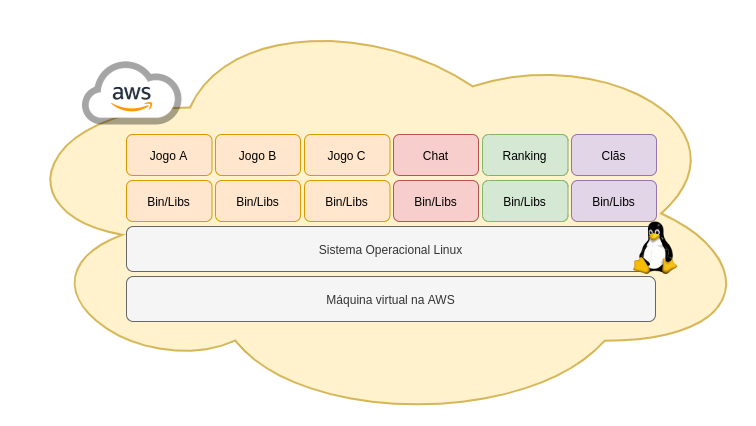 aws
Jogo A
Jogo B
Jogo C
Chat
Ranking
Clãs
Bin/Libs
Bin/Libs
Bin/Libs
Bin/Libs
Bin/Libs
Bin/Libs
Sistema Operacional Linux
Máquina virtual na AWS